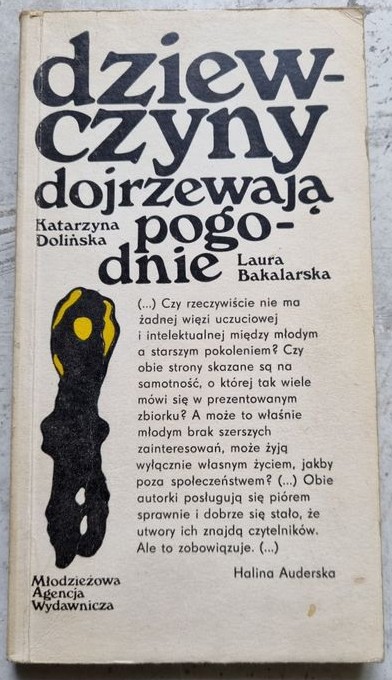 dziew-
czyny
dojrzewają
pogo-
dnie
Katarzyna
Dolińska
Laura
Bakalarska
(...) Czy rzeczywiście nie ma
żadnej więzi uczuciowej
i intelektualnej między młodym
a starszym pokoleniem? Czy
obie strony skazane są na
samotność, o której tak wiele
mówi się w prezentowanym
zbiorku? A może to właśnie
młodym brak szerszych
zainteresowań, może żyją
wyłącznie własnym życiem, jakby
poza społeczeństwem? (...) Obie
autorki posługują się piórem
sprawnie i dobrze się stało, że
utwory ich znajdą czytelników.
Ale to zobowiązuje. (...)
Halina Auderska
Młodzieżowa
Agencja
Wydawnicza